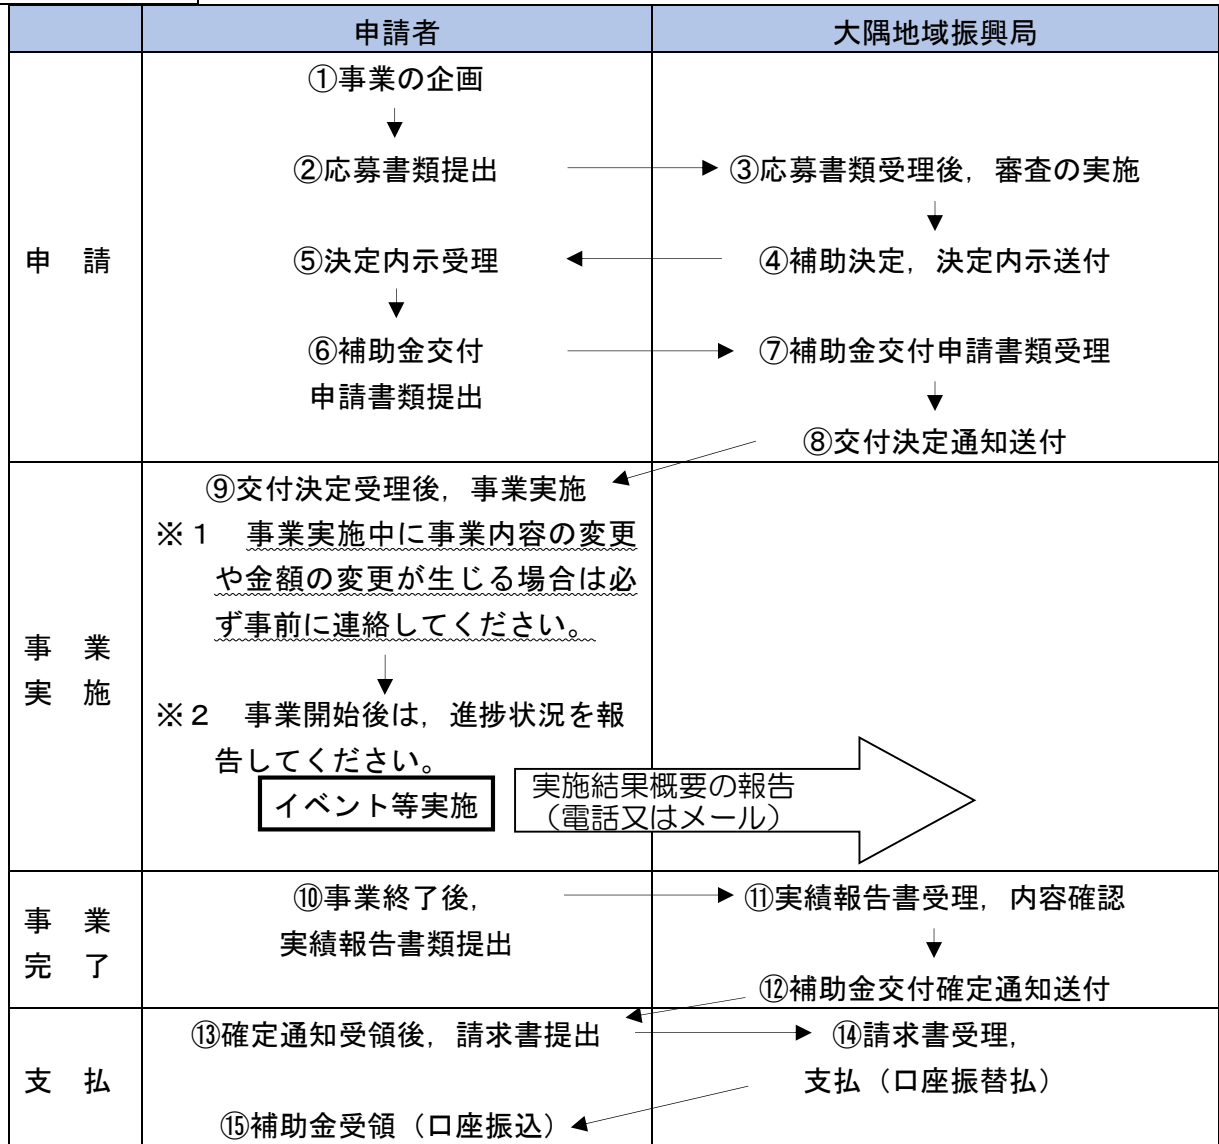 申請者
大隅地域振興局
申　請
①事業の企画
②応募書類提出
③応募書類受理後，審査の実施
⑤決定内示受理
④補助決定，決定内示送付
⑥補助金交付
申請書類提出
⑦補助金交付申請書類受理
⑧交付決定通知送付
事　業
実　施
⑨交付決定受理後，事業実施
※１　事業実施中に事業内容の変更
や金額の変更が生じる場合は必
ず事前に連絡してください。
※２　事業開始後は，進捗状況を報
告してください。
イベント等実施
実施結果概要の報告
（電話又はメール）
事　業
完　了
⑩事業終了後，
実績報告書類提出
⑪実績報告書受理，内容確認
⑫補助金交付確定通知送付
支　払
⑬確定通知受領後，請求書提出
⑭請求書受理，
支払（口座振替払）
⑮補助金受領（口座振込）